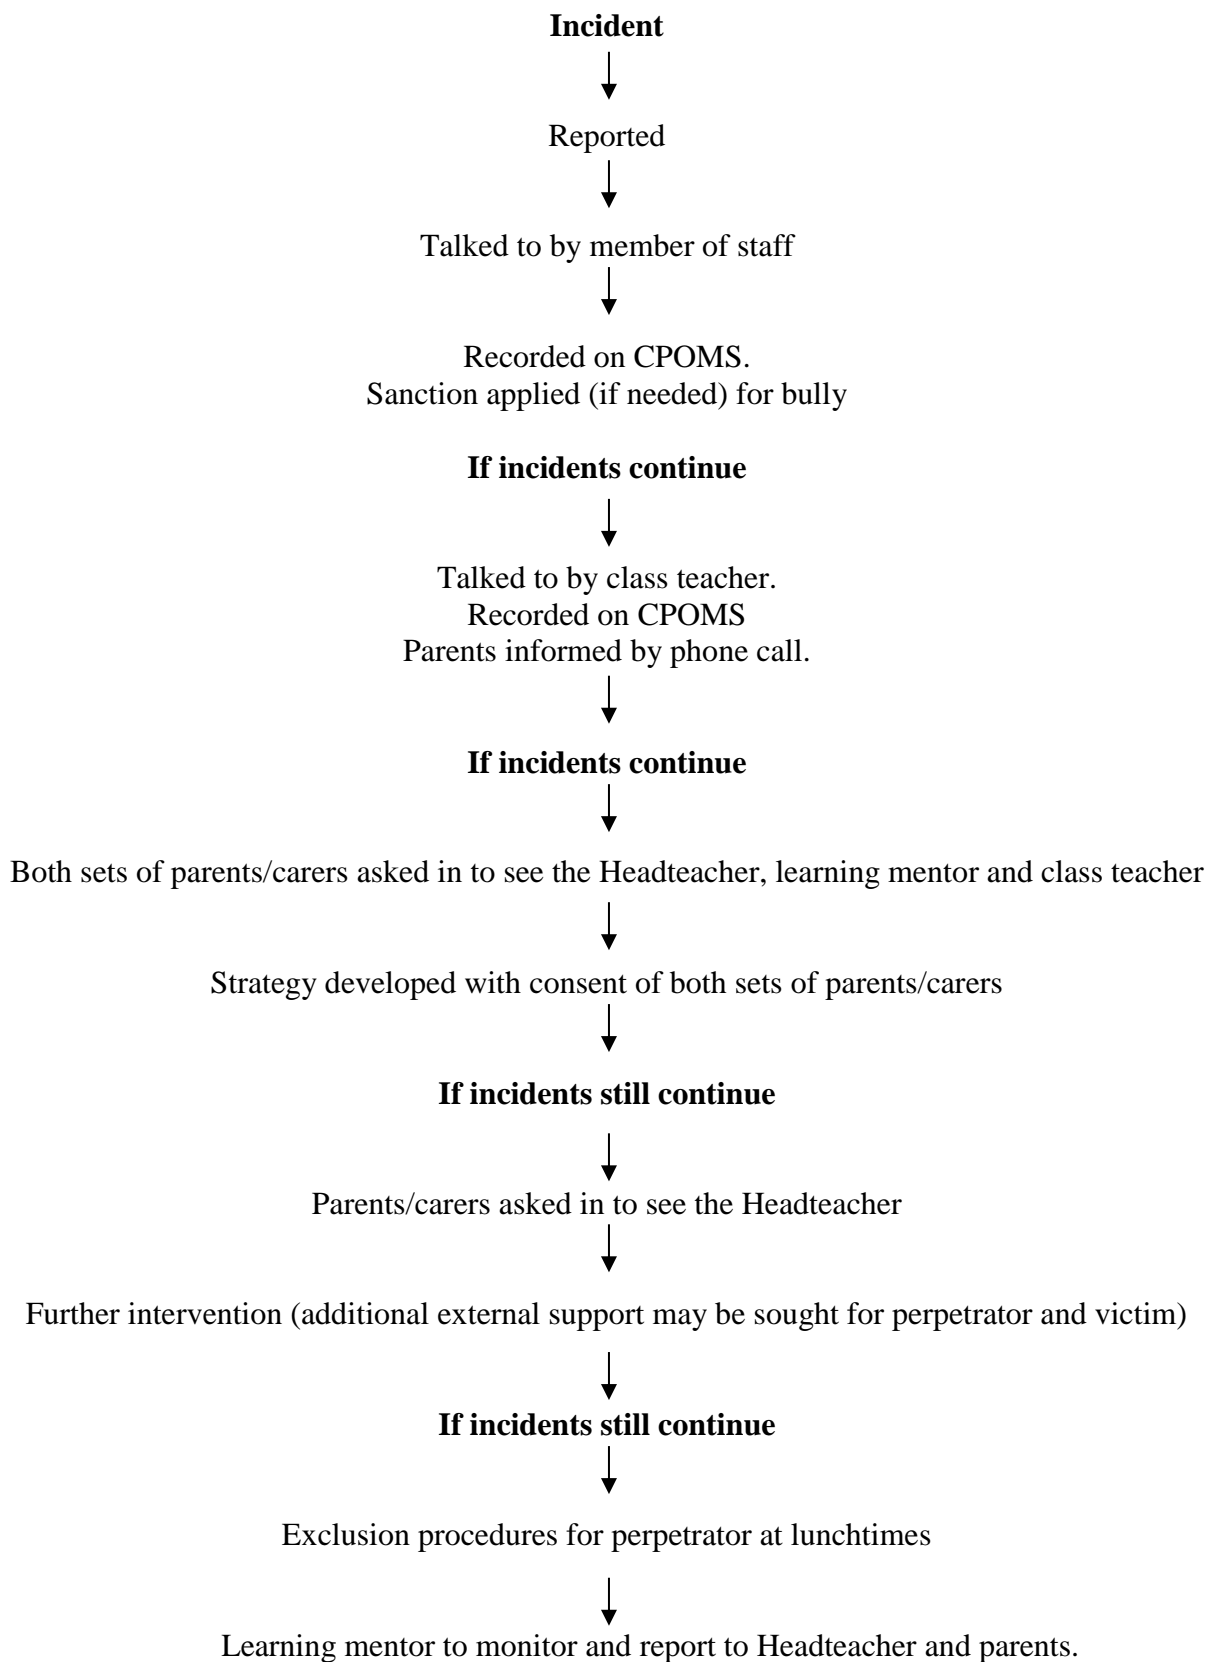 Incident
Reported
Talked to by member of staff
Recorded on CPOMS.
Sanction applied (if needed) for bully
If incidents continue
Talked to by class teacher.
Recorded on CPOMS
Parents informed by phone call.
If incidents continue
Both sets of parents/carers asked in to see the Headteacher, learning mentor and class teacher
Strategy developed with consent of both sets of parents/carers
If incidents still continue
Parents/carers asked in to see the Headteacher
Further intervention (additional external support may be sought for perpetrator and victim)
If incidents still continue
Exclusion procedures for perpetrator at lunchtimes
Learning mentor to monitor and report to Headteacher and parents.